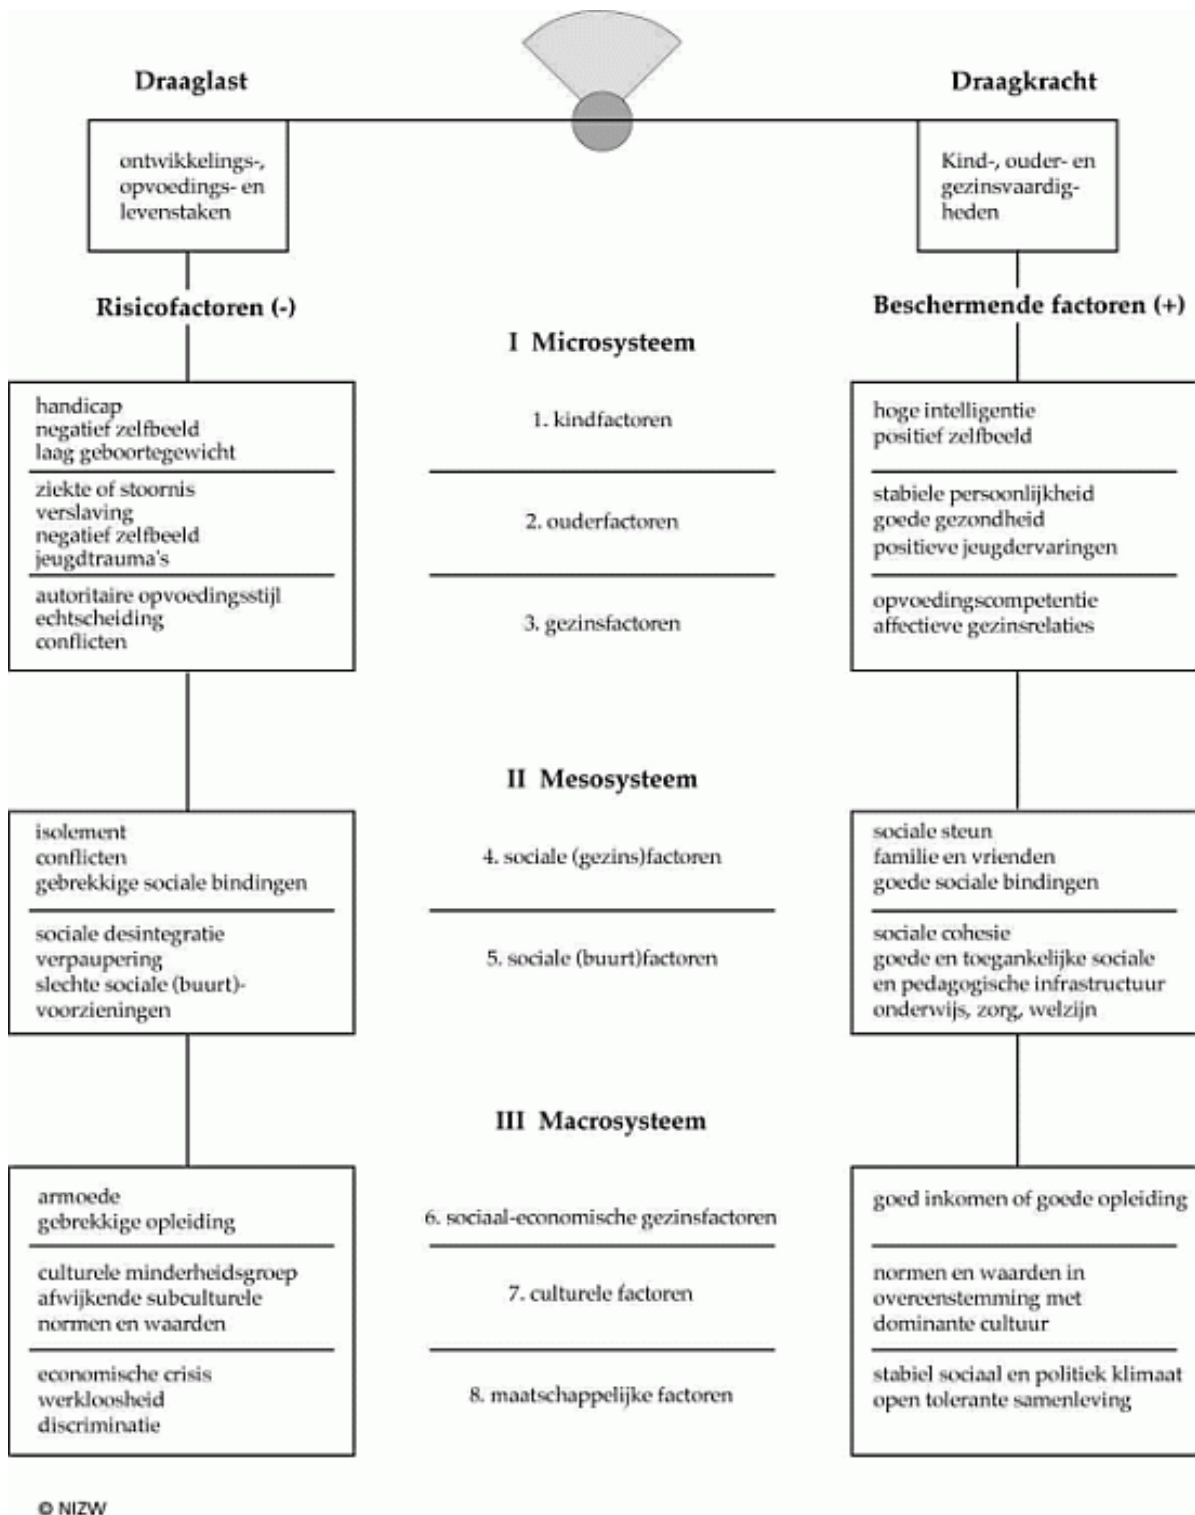 Draaglast
Draagkracht
ontwikkelings-,
opvoedings- en
levenstaken
Kind-, ouder- en
gezinsvaardig-
heden
Risicofactoren (-)
Beschermende factoren (+)
I Microsysteem
handicap
negatief zelfbeeld
laag geboortegewicht
1. kindfactoren
hoge intelligentie
positief zelfbeeld
ziekte of stoornis
verslaving
negatief zelfbeeld
jeugdtrauma's
2. ouderfactoren
stabiele persoonlijkheid
goede gezondheid
positieve jeugdervaringen
autoritaire opvoedingsstijl
echtscheiding
conflicten
3. gezinsfactoren
opvoedingscompetentie
affectieve gezinsrelaties
II Mesosysteem
isolement
conflicten
gebrekkige sociale bindingen
4. sociale (gezins)factoren
sociale steun
familie en vrienden
goede sociale bindingen
sociale desintegratie
verpaupering
slechte sociale (buurt)-
voorzieningen
5. sociale (buurt)factoren
sociale cohesie
goede en toegankelijke sociale
en pedagogische infrastructuur
onderwijs, zorg, welzijn
III Macrosysteem
armoede
gebrekkige opleiding
6. sociaal-economische gezinsfactoren
goed inkomen of goede opleiding
culturele minderheidsgroep
afwijkende subculturele
normen en waarden
7. culturele factoren
normen en waarden in
overeenstemming met
dominante cultuur
economische crisis
werkloosheid
discriminatie
8. maatschappelijke factoren
stabiel sociaal en politiek klimaat
open tolerante samenleving
© NIZW